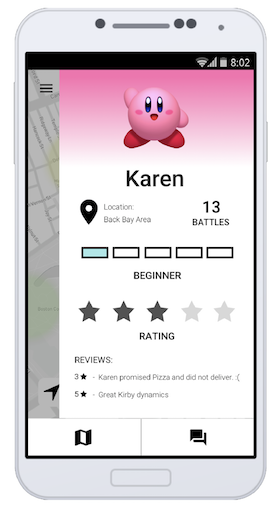 8:02
Karen
Location:
Back Bay Area
13
BATTLES
BEGINNER
RATING
REVIEWS:
3★ - Karen promised Pizza and did not deliver. :(
5★ - Great Kirby dynamics